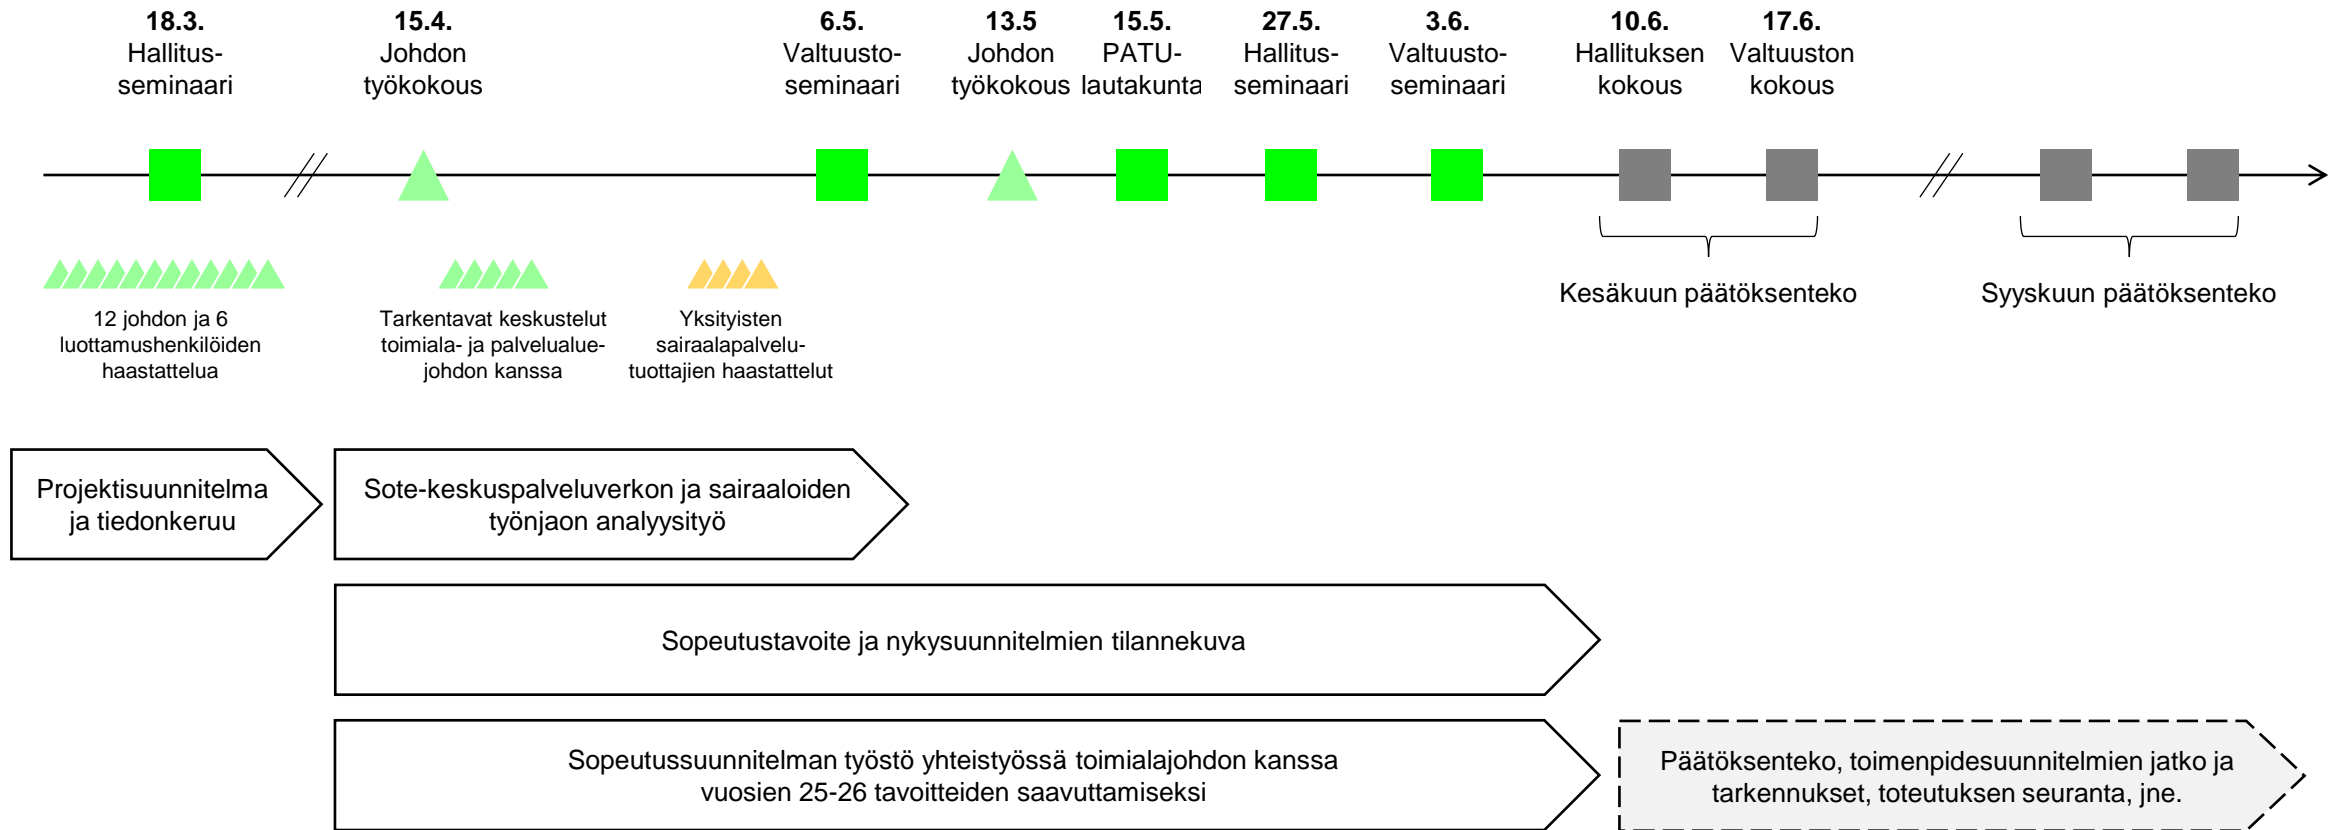 18.3.
Hallitus-
seminaari
15.4.
Johdon
työkokous
6.5.
Valtuusto-
seminaari
13.5
Johdon
työkokous
15.5.
PATU-
lautakunta
27.5.
Hallitus-
seminaari
3.6.
Valtuusto-
seminaari
10.6.
Hallituksen
kokous
17.6.
Valtuuston
kokous
Kesäkuun päätöksenteko
Syyskuun päätöksenteko
12 johdon ja 6
luottamushenkilöiden
haastattelua
Tarkentavat keskustelut
toimiala- ja palvelualue-
johdon kanssa
Yksityisten
sairaalapalvelu-
tuottajien haastattelut
Projektisuunnitelma
ja tiedonkeruu
Sote-keskuspalveluverkon ja sairaaloiden
työnjaon analyysityö
Sopeutustavoite ja nykysuunnitelmien tilannekuva
Sopeutussuunnitelman työstö yhteistyössä toimialajohdon kanssa
vuosien 25-26 tavoitteiden saavuttamiseksi
Päätöksenteko, toimenpidesuunnitelmien jatko ja
tarkennukset, toteutuksen seuranta, jne.